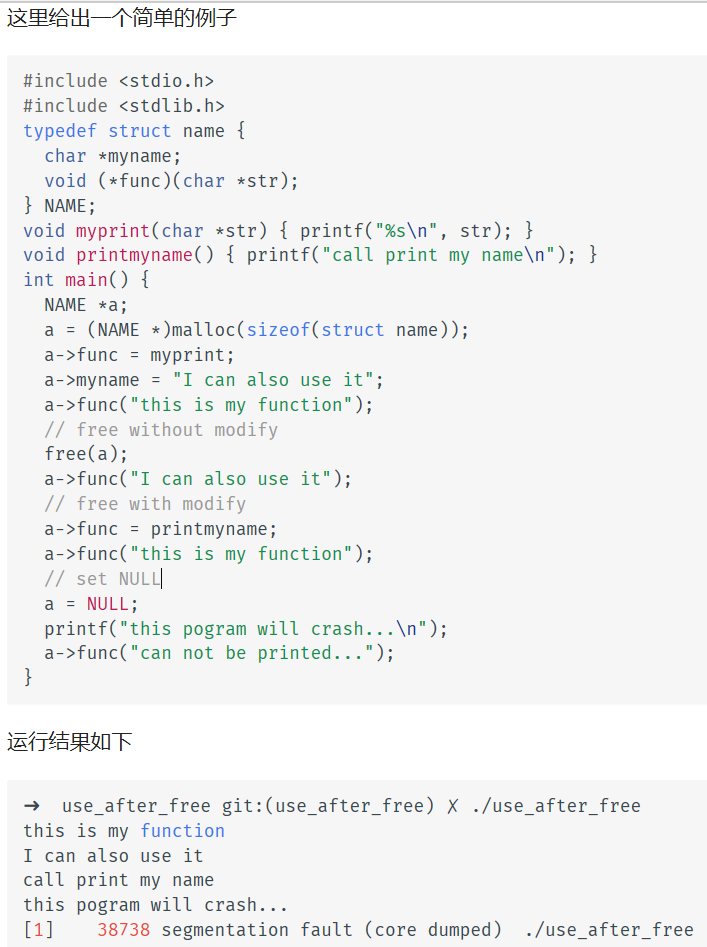 这里给出一个简单的例子
#include <stdio.h>
#include <stdlib.h>
typedef struct name {
  char *myname;
  void (*func)(char *str);
} NAME;
void myprint(char *str) { printf("%s\n", str); }
void printmyname() { printf("call print my name\n"); }
int main() {
  NAME *a;
  a = (NAME *)malloc(sizeof(struct name));
  a->func = myprint;
  a->myname = "I can also use it";
  a->func("this is my function");
  // free without modify
  free(a);
  a->func("I can also use it");
  // free with modify
  a->func = printmyname;
  a->func("this is my function");
  // set NULL
  a = NULL;
  printf("this pogram will crash...\n");
  a->func("can not be printed...");
}
运行结果如下
➜  use_after_free git:(use_after_free) ✗ ./use_after_free
this is my function
I can also use it
call print my name
this pogram will crash...
[1]    38738 segmentation fault (core dumped)  ./use_after_free